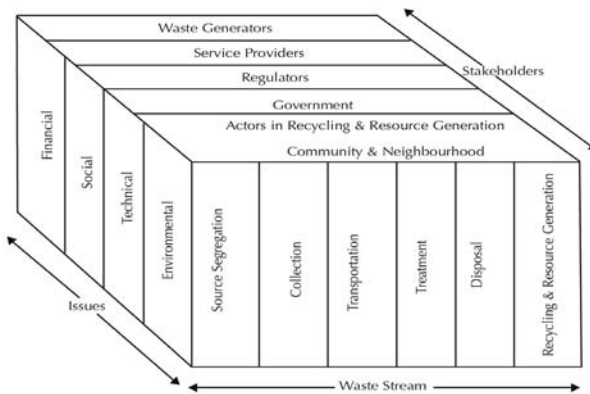 Waste Generators
Service Providers
Regulators
Government
Actors in Recycling & Resource Generation
Community & Neighbourhood
Stakeholders
Financial
Social
Technical
Environmental
Issues
Source Segregation
Collection
Transportation
Treatment
Disposal
Recycling & Resource Generation
Waste Stream